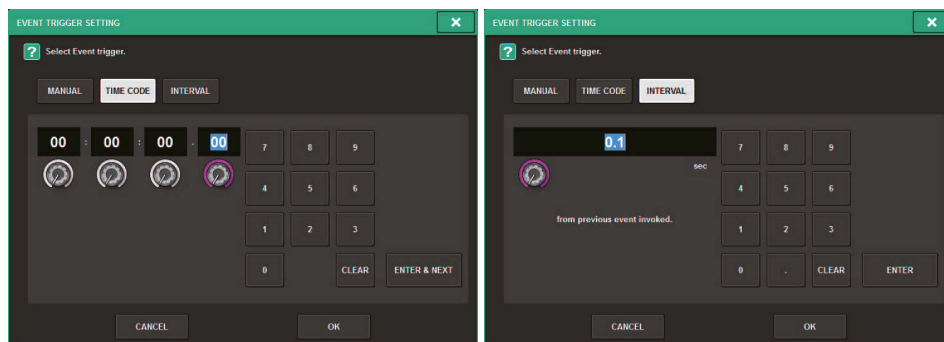 EVENT TRIGGER SETTING
?
Select Event trigger.
MANUAL TIME CODE INTERVAL
00 : 00 : 00 . 00
7 8 9
4 5 6
1 2 3
0 CLEAR ENTER & NEXT
CANCEL OK
EVENT TRIGGER SETTING
?
Select Event trigger.
MANUAL TIME CODE INTERVAL
0.1
sec
from previous event invoked.
7 8 9
4 5 6
1 2 3
0 . CLEAR ENTER
CANCEL OK